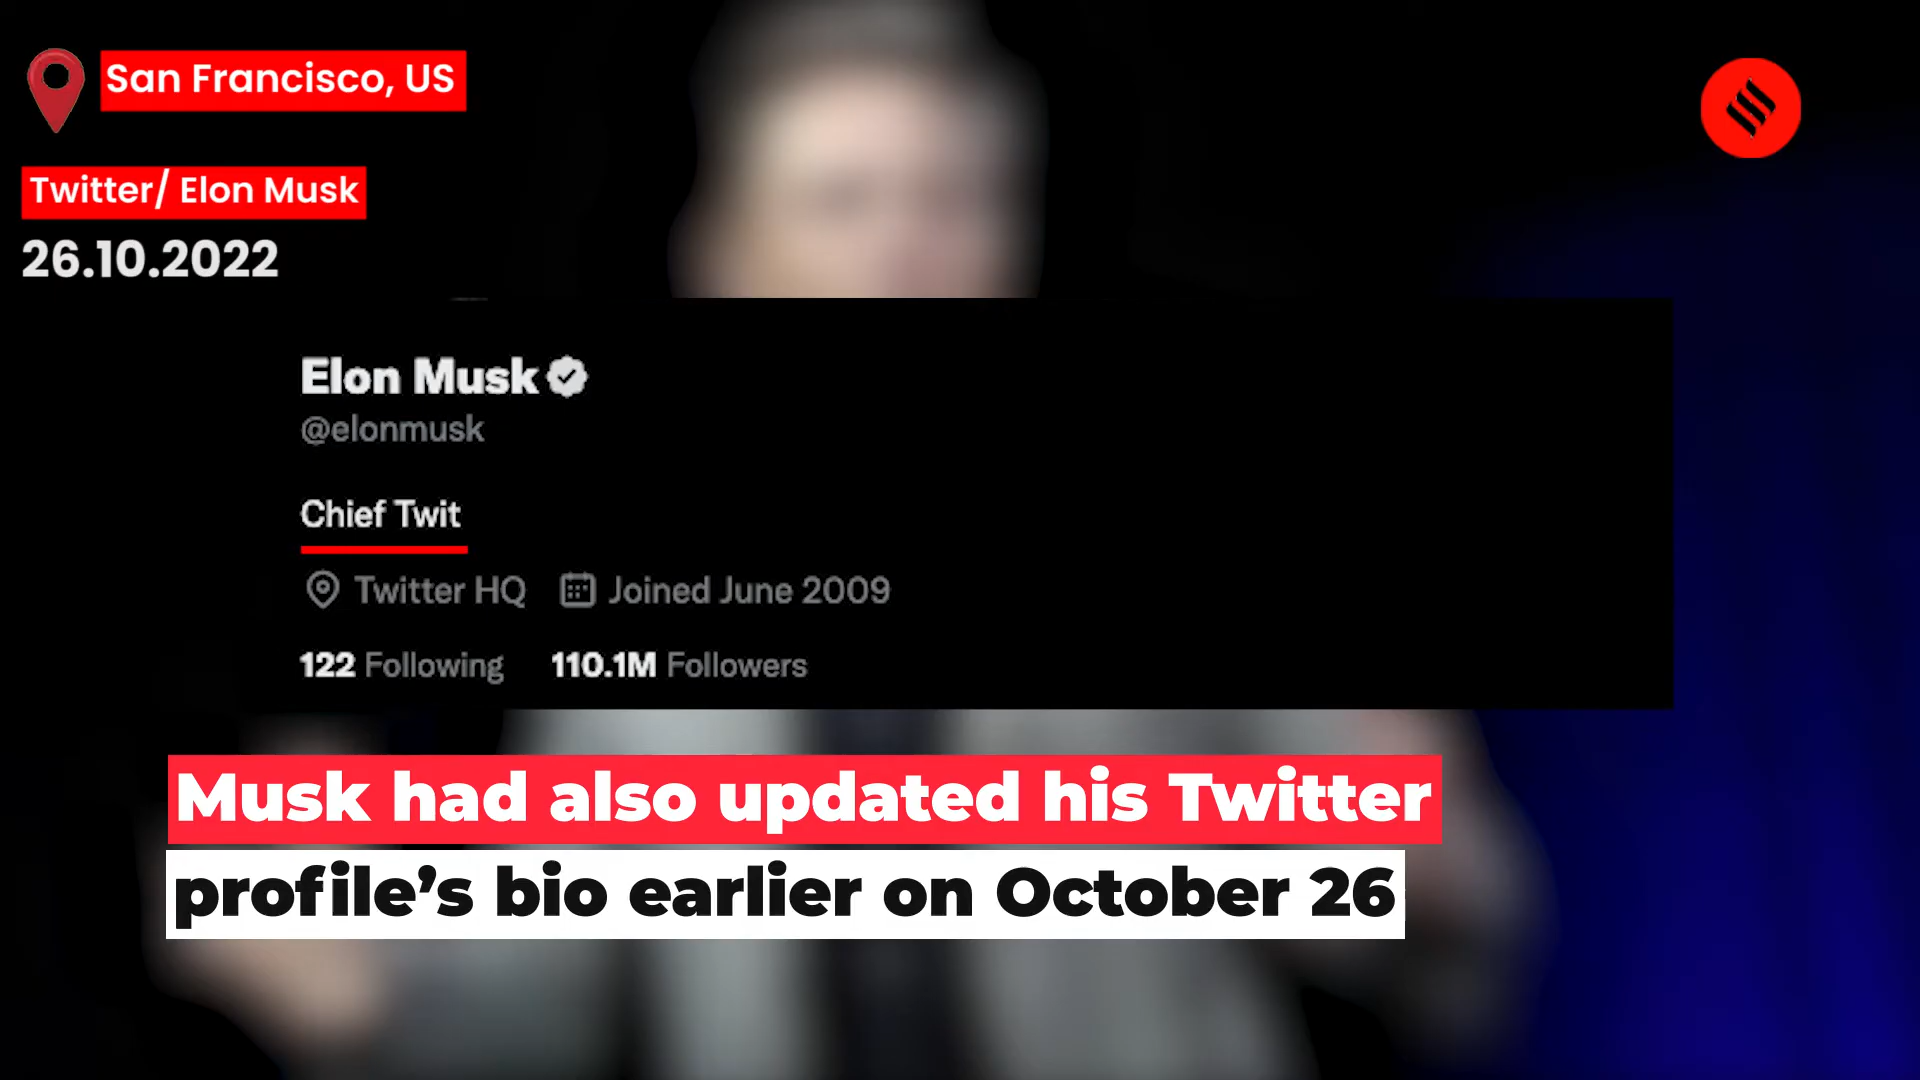 San Francisco, US
Twitter/ Elon Musk
26.10.2022
Elon Musk
@elonmusk
Chief Twit
Twitter HQ Joined June 2009
122 Following 110.1M Followers
Musk had also updated his Twitter
profile’s bio earlier on October 26